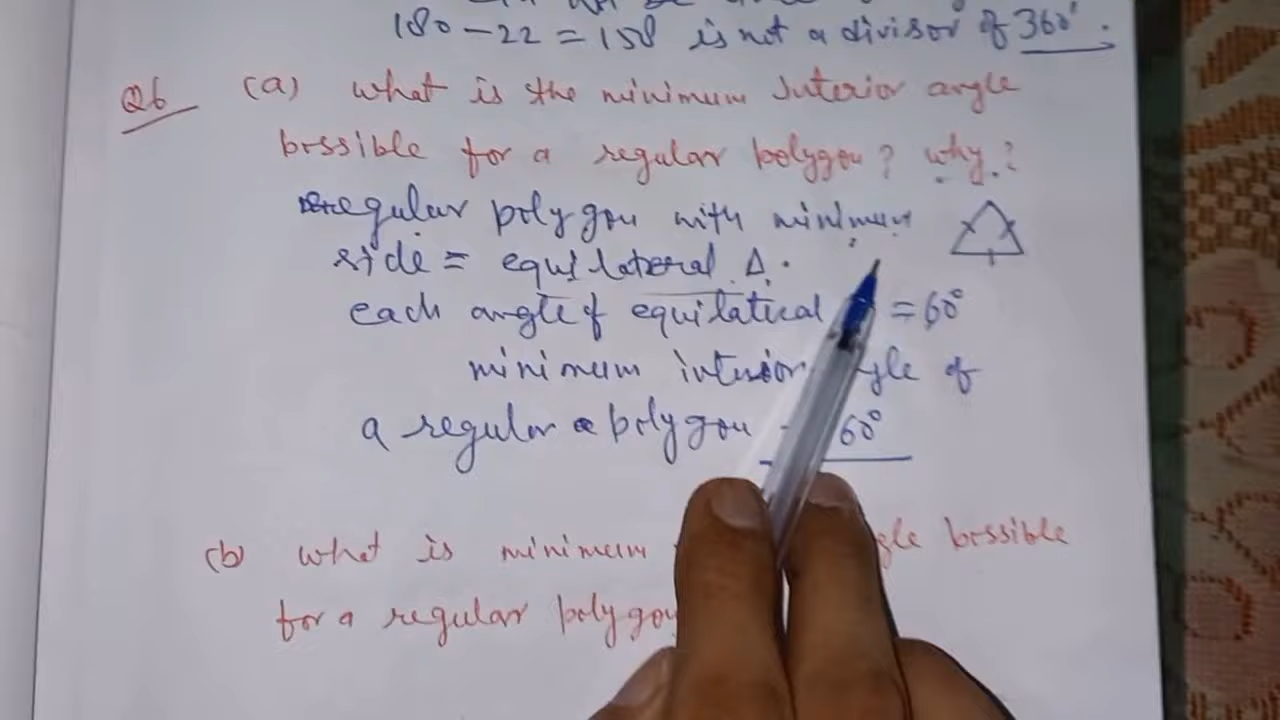 180 - 22 = 158 is not a divisor of 360°.
Q6 (a) what is the minimum Interior angle
possible for a regular polygon? why?
regular polygon with minimum
side = equilateral Δ.
each angle of equilateral = 60°
minimum interior of
a regular polygon 60°
(b) what is minimum possible
for a regular polygon